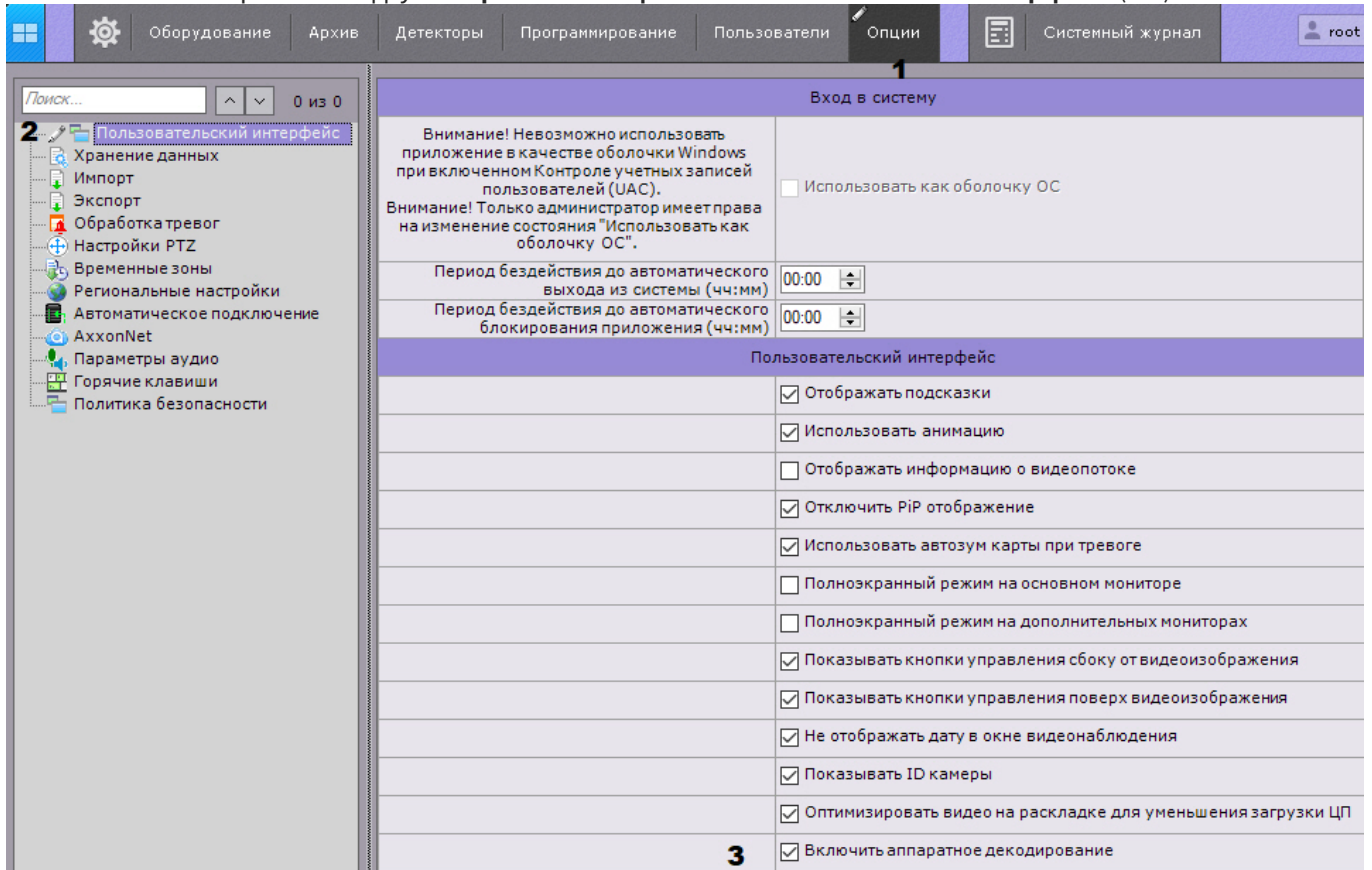 Оборудование Архив Детекторы Программирование Пользователи Опции Системный журнал root
1
Поиск... 0 из 0
2 Пользовательский интерфейс
Хранение данных
Импорт
Экспорт
Обработка тревог
Настройки PTZ
Временные зоны
Региональные настройки
Автоматическое подключение
AxxonNet
Параметры аудио
Горячие клавиши
Политика безопасности
Вход в систему
Внимание! Невозможно использовать
приложение в качестве оболочки Windows
при включенном Контроле учетных записей
пользователей (UAC).
Внимание! Только администратор имеет права
на изменение состояния "Использовать как
оболочку ОС".
Использовать как оболочку ОС
Период бездействия до автоматического
выхода из системы (чч:мм)
00:00
Период бездействия до автоматического
блокирования приложения (чч:мм)
00:00
Пользовательский интерфейс
Отображать подсказки
Использовать анимацию
Отображать информацию о видеопотоке
Отключить PiP отображение
Использовать автозум карты при тревоге
Полноэкранный режим на основном мониторе
Полноэкранный режим на дополнительных мониторах
Показывать кнопки управления сбоку от видеоизображения
Показывать кнопки управления поверх видеоизображения
Не отображать дату в окне видеонаблюдения
Показывать ID камеры
Оптимизировать видео на раскладке для уменьшения загрузки ЦП
3 Включить аппаратное декодирование